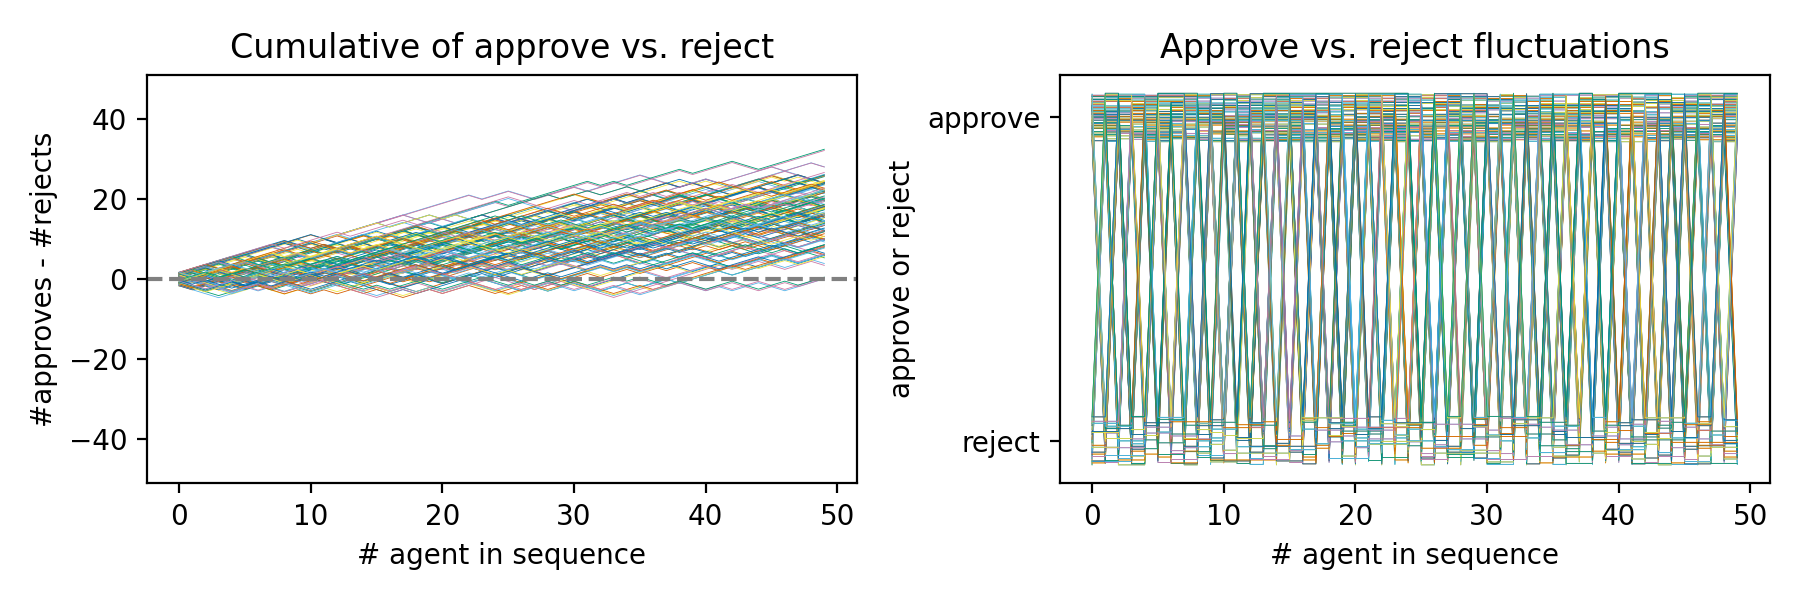 Cumulative of approve vs. reject
#approves - #rejects
40
20
0
−20
−40
0 10 20 30 40 50
# agent in sequence
Approve vs. reject fluctuations
approve or reject
approve
reject
0 10 20 30 40 50
# agent in sequence